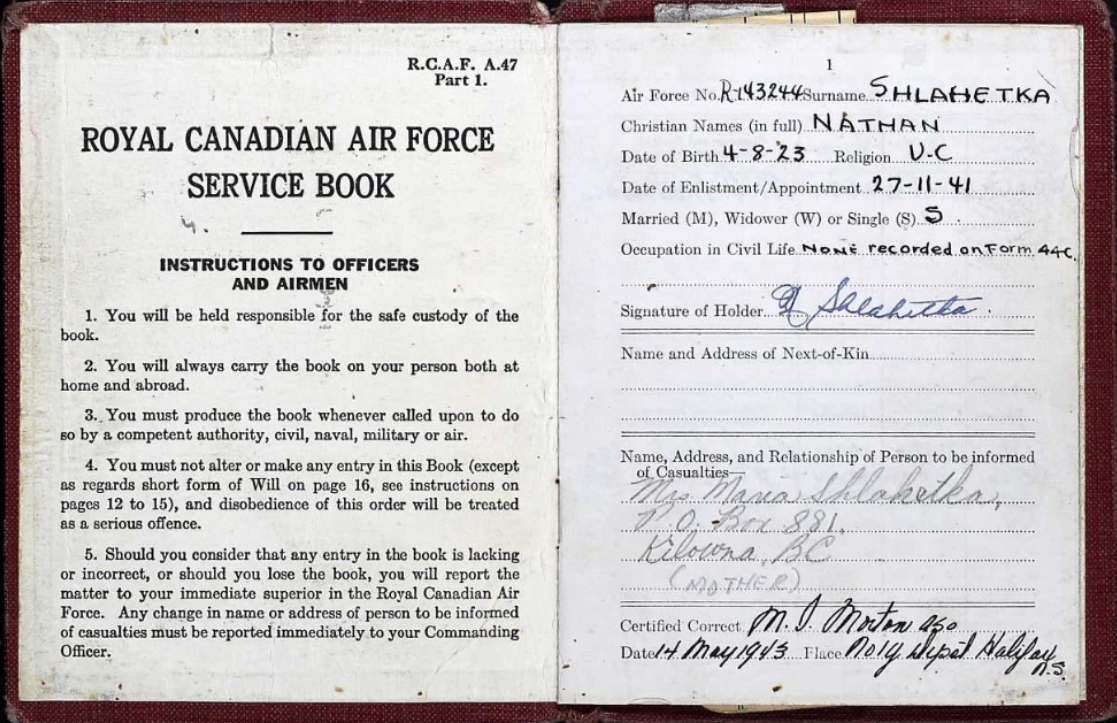 R.C.A.F. A.47
Part 1.
ROYAL CANADIAN AIR FORCE
SERVICE BOOK
INSTRUCTIONS TO OFFICERS
AND AIRMEN
1. You will be held responsible for the safe custody of the
book.
2. You will always carry the book on your person both at
home and abroad.
3. You must produce the book whenever called upon to do
so by a competent authority, civil, naval, military or air.
4. You must not alter or make any entry in this Book (except
as regards short form of Will on page 16, see instructions on
pages 12 to 15), and disobedience of this order will be treated
as a serious offence.
5. Should you consider that any entry in the book is lacking
or incorrect, or should you lose the book, you will report the
matter to your immediate superior in the Royal Canadian Air
Force. Any change in name or address of person to be informed
of casualties must be reported immediately to your Commanding
Officer.
1
Air Force No. R-143244 Surname SHLAHETKA
Christian Names (in full) NATHAN
Date of Birth 4-8-23 Religion U-C
Date of Enlistment/Appointment 27-11-41
Married (M), Widower (W) or Single (S) S
Occupation in Civil Life None recorded on Form 44C.
Signature of Holder N Shlahetka
Name and Address of Next-of-Kin
Name, Address, and Relationship of Person to be informed
of Casualties—
Mrs Maria Shlahetka,
P.O. Box 881,
Kilowna, BC
(MOTHER)
Certified Correct M. I. Morton
Date 14 May 1943 Place Depot Halifax
N.S.